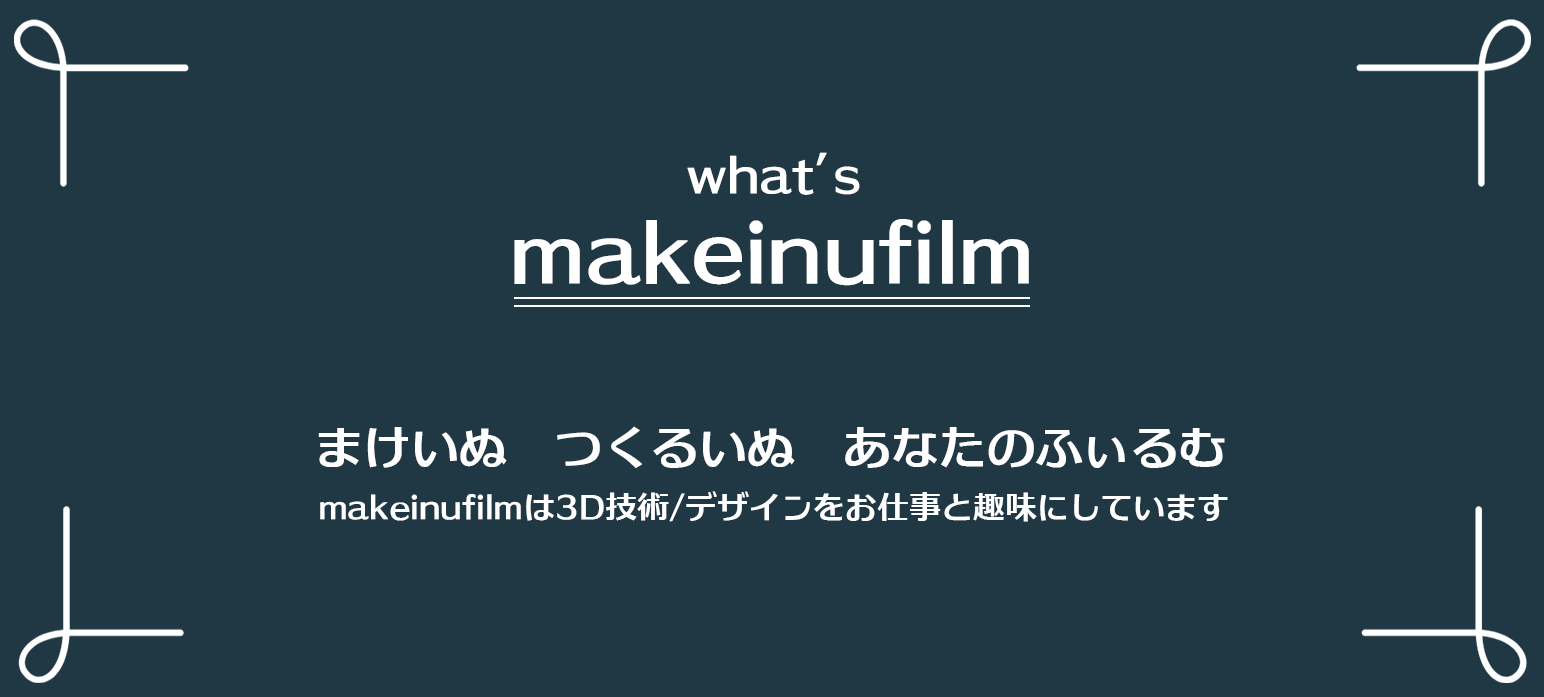 what's
makeinufilm
まけいぬ　つくるいぬ　あなたのふぃるむ
makeinufilmは3D技術/デザインをお仕事と趣味にしています